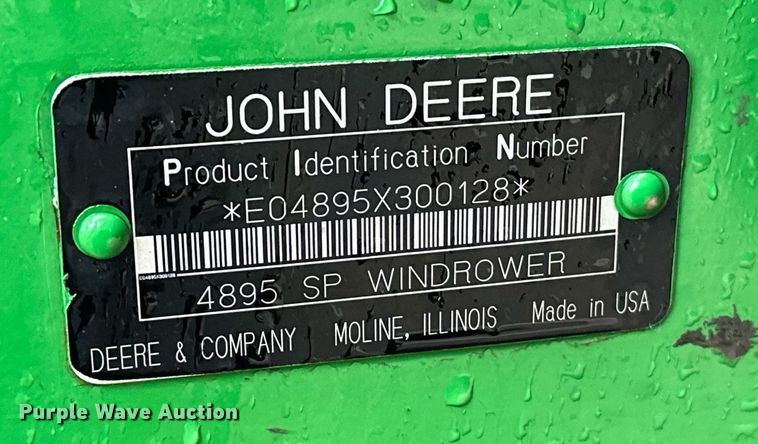 JOHN DEERE
Product Identification Number
*E04895X300128*
E04895X300128
4895 SP WINDROWER
DEERE & COMPANY MOLINE, ILLINOIS Made in USA
Purple Wave Auction